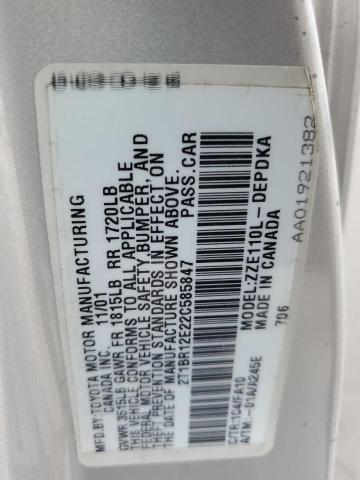 MFD. BY: TOYOTA MOTOR MANUFACTURING
CANADA INC. 11/01
GVWR 3515LB GAWR FR 1815LB RR 1720LB
THIS VEHICLE CONFORMS TO ALL APPLICABLE
FEDERAL MOTOR VEHICLE SAFETY, BUMPER, AND
THEFT PREVENTION STANDARDS IN EFFECT ON
THE DATE OF MANUFACTURE SHOWN ABOVE.
2T1BR12E22C585847 PASS.CAR
C/TR:1C4/FA10 MODEL:ZZE110L-DEPDKA
A/TM:-01A/A245E MADE IN CANADA
706
AA01921382